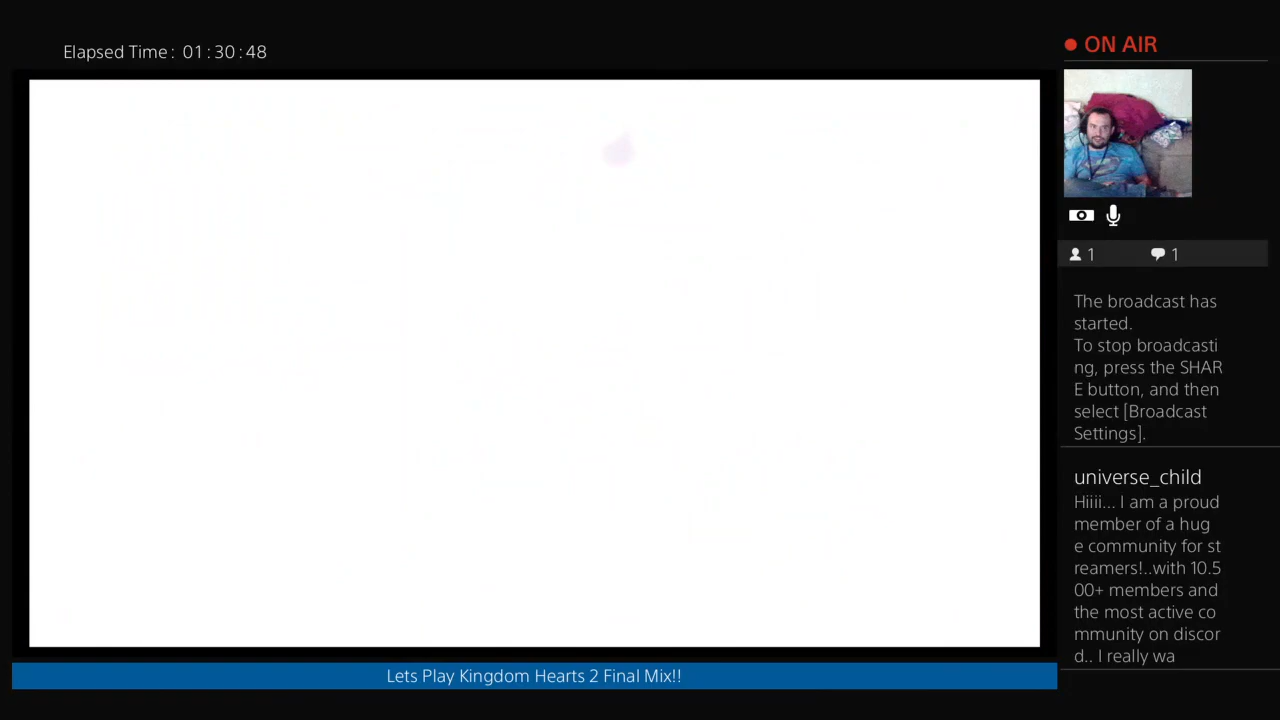 Elapsed Time: 01:30:48
ON AIR
1 1
The broadcast has
started.
To stop broadcasti
ng, press the SHAR
E button, and then
select [Broadcast
Settings].
universe_child
Hiiii... I am a proud
member of a hug
e community for st
reamers!..with 10.5
00+ members and
the most active co
mmunity on discor
d.. I really wa
Lets Play Kingdom Hearts 2 Final Mix!!